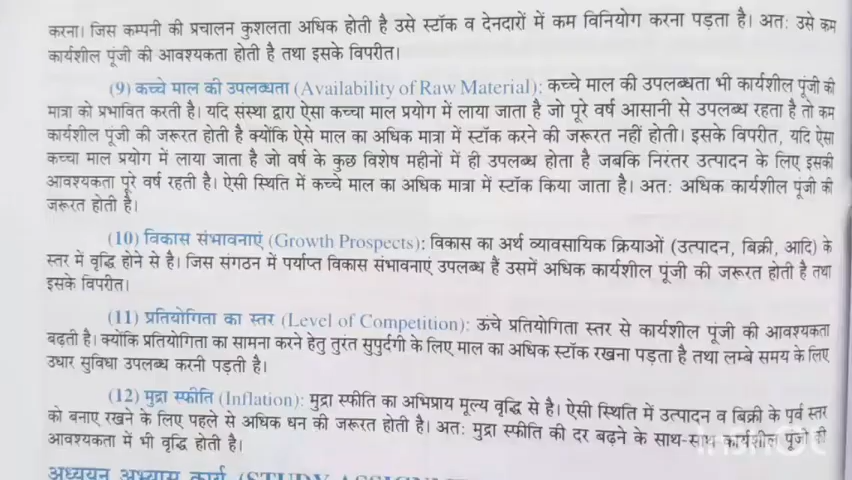 करना। जिस कम्पनी की प्रचालन कुशलता अधिक होती है उसे स्टॉक व देनदारों में कम विनियोग करना पड़ता है। अतः उसे कम
कार्यशील पूंजी की आवश्यकता होती है तथा इसके विपरीत।
(9) कच्चे माल की उपलब्धता (Availability of Raw Material): कच्चे माल की उपलब्धता भी कार्यशील पूंजी की
मात्रा को प्रभावित करती है। यदि संस्था द्वारा ऐसा कच्चा माल प्रयोग में लाया जाता है जो पूरे वर्ष आसानी से उपलब्ध रहता है तो कम
कार्यशील पूंजी की जरूरत होती है क्योंकि ऐसे माल का अधिक मात्रा में स्टॉक करने की जरूरत नहीं होती। इसके विपरीत, यदि ऐसा
कच्चा माल प्रयोग में लाया जाता है जो वर्ष के कुछ विशेष महीनों में ही उपलब्ध होता है जबकि निरंतर उत्पादन के लिए इसकी
आवश्यकता पूरे वर्ष रहती है। ऐसी स्थिति में कच्चे माल का अधिक मात्रा में स्टॉक किया जाता है। अतः अधिक कार्यशील पूंजी की
जरूरत होती है।
(10) विकास संभावनाएं (Growth Prospects): विकास का अर्थ व्यावसायिक क्रियाओं (उत्पादन, बिक्री, आदि) के
स्तर में वृद्धि होने से है। जिस संगठन में पर्याप्त विकास संभावनाएं उपलब्ध हैं उसमें अधिक कार्यशील पूंजी की जरूरत होती है तथा
इसके विपरीत।
(11) प्रतियोगिता का स्तर (Level of Competition): ऊंचे प्रतियोगिता स्तर से कार्यशील पूंजी की आवश्यकता
बढ़ती है। क्योंकि प्रतियोगिता का सामना करने हेतु तुरंत सुपुर्दगी के लिए माल का अधिक स्टॉक रखना पड़ता है तथा लम्बे समय के लिए
उधार सुविधा उपलब्ध करनी पड़ती है।
(12) मुद्रा स्फीति (Inflation): मुद्रा स्फीति का अभिप्राय मूल्य वृद्धि से है। ऐसी स्थिति में उत्पादन व बिक्री के पूर्व स्तर
को बनाए रखने के लिए पहले से अधिक धन की जरूरत होती है। अतः मुद्रा स्फीति की दर बढ़ने के साथ-साथ कार्यशील पूंजी की
आवश्यकता में भी वृद्धि होती है।
InShOt
अध्ययन अभ्यास कार्य (STUDY